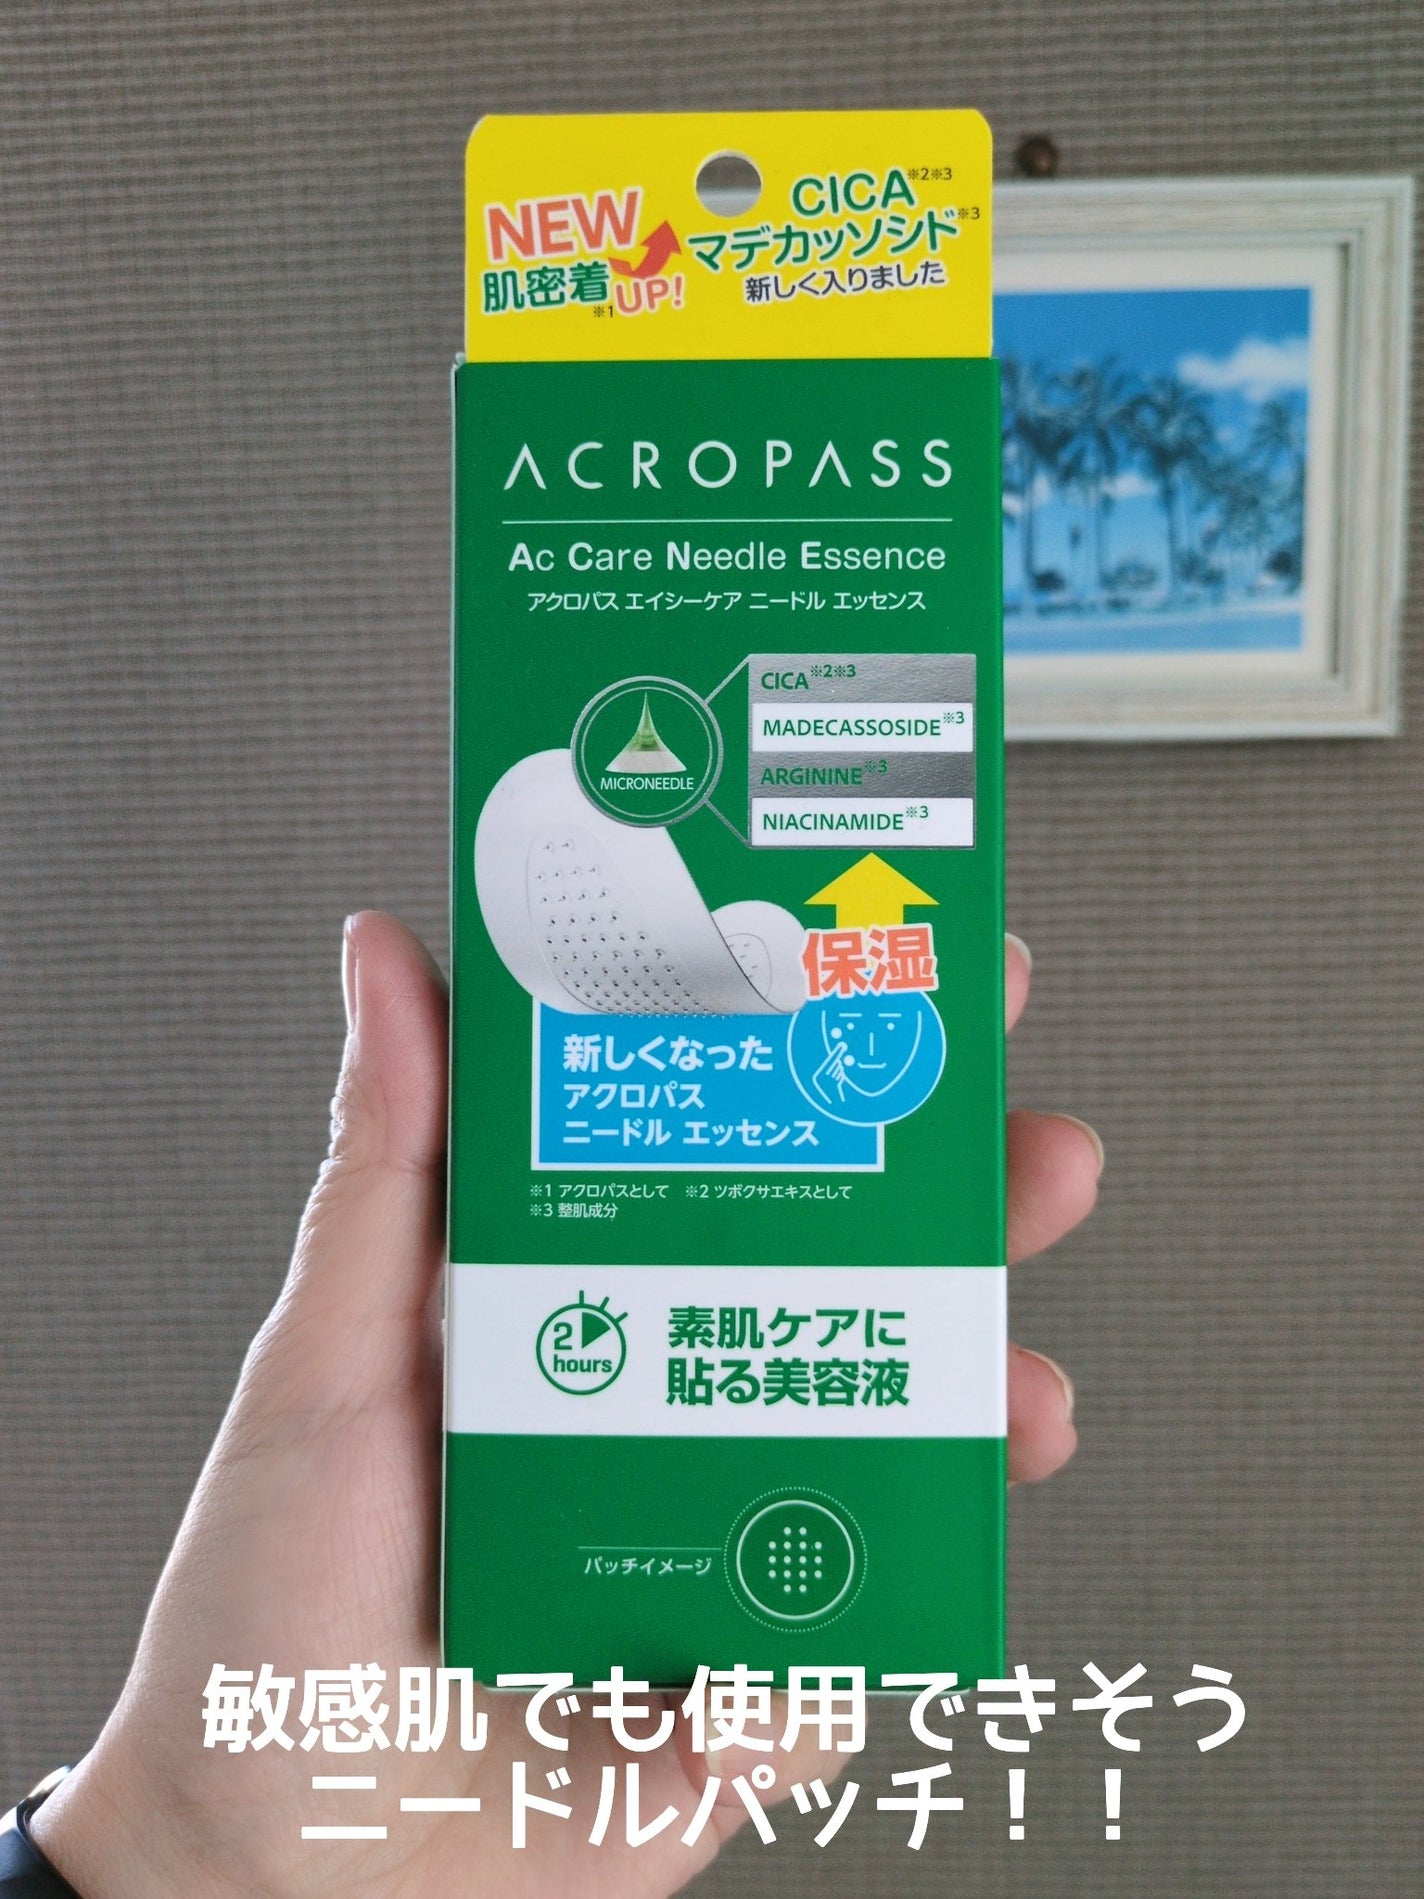 NEW
肌密着※1UP!
CICA※2※3
マデカッソシド※3
新しく入りました
ACROPASS
Ac Care Needle Essence
アクロパス エイシーケア ニードル エッセンス
CICA※2※3
MADECASSOSIDE※3
ARGININE※3
NIACINAMIDE※3
MICRONEEDLE
保湿
新しくなった
アクロパス
ニードル エッセンス
※1 アクロパスとして ※2 ツボクサエキスとして
※3 整肌成分
2
hours
素肌ケアに
貼る美容液
パッチイメージ
敏感肌でも使用できそう
ニードルパッチ！！